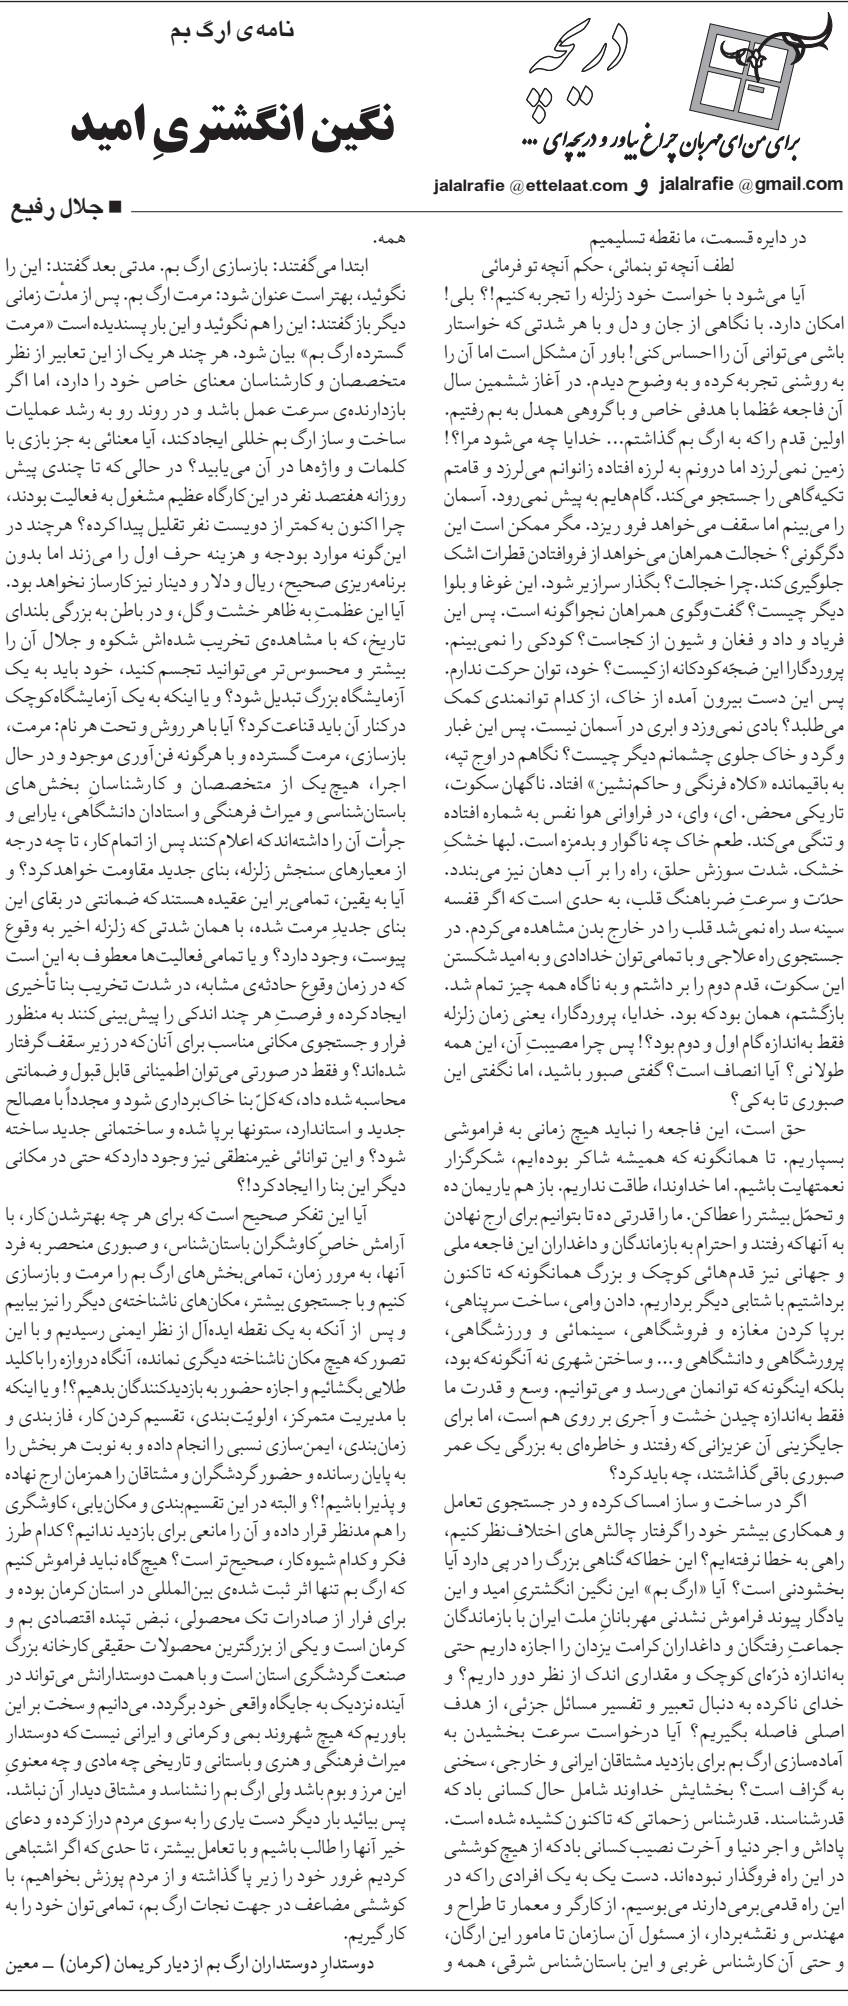 نامه‌ی ارگ بم
دریچه
نگین انگشتریِ امید
برای من ای مهربان چراغ بیاور و دریچه‌ای ...
jalalrafie @ettelaat.com و jalalrafie @gmail.com
■ جلال رفیع
در دایره قسمت، ما نقطه تسلیمیم
لطف آنچه تو بنمائی، حکم آنچه تو فرمائی
آیا می‌شود با خواست خود زلزله را تجربه کنیم!؟ بلی!
امکان دارد. با نگاهی از جان و دل و با هر شدتی که خواستار
باشی می‌توانی آن را احساس کنی! باور آن مشکل است اما آن را
به روشنی تجربه کرده و به وضوح دیدم. در آغاز ششمین سال
آن فاجعه عُظما با هدفی خاص و با گروهی همدل به بم رفتیم.
اولین قدم را که به ارگ بم گذاشتم... خدایا چه می‌شود مرا؟!
زمین نمی‌لرزد اما درونم به لرزه افتاده زانوانم می‌لرزد و قامتم
تکیه‌گاهی را جستجو می‌کند. گام‌هایم به پیش نمی‌رود. آسمان
را می‌بینم اما سقف می‌خواهد فرو ریزد. مگر ممکن است این
دگرگونی؟ خجالت همراهان می‌خواهد از فروافتادن قطرات اشک
جلوگیری کند.چرا خجالت؟ بگذار سرازیر شود. این غوغا و بلوا
دیگر چیست؟ گفت‌وگوی همراهان نجواگونه است. پس این
فریاد و داد و فغان و شیون از کجاست؟ کودکی را نمی‌بینم.
پروردگارا این ضجّه کودکانه از کیست؟ خود، توان حرکت ندارم.
پس این دست بیرون آمده از خاک، از کدام توانمندی کمک
می‌طلبد؟ بادی نمی‌وزد و ابری در آسمان نیست. پس این غبار
و گرد و خاک جلوی چشمانم دیگر چیست؟ نگاهم در اوج تپه،
به باقیمانده «کلاه فرنگی و حاکم‌نشین» افتاد. ناگهان سکوت،
تاریکی محض. ای، وای، در فراوانی هوا نفس به شماره افتاده
و تنگی می‌کند. طعم خاک چه ناگوار و بدمزه است. لبها خشکِ
خشک. شدت سوزش حلق، راه را بر آب دهان نیز می‌بندد.
حدّت و سرعتِ ضرباهنگ قلب، به حدی است که اگر قفسه
سینه سد راه نمی‌شد قلب را در خارج بدن مشاهده می‌کردم. در
جستجوی راه علاجی و با تمامی توان خدادادی و به امید شکستن
این سکوت، قدم دوم را بر داشتم و به ناگاه همه چیز تمام شد.
بازگشتم، همان بود که بود. خدایا، پروردگارا، یعنی زمان زلزله
فقط به‌اندازه گام اول و دوم بود؟! پس چرا مصیبتِ آن، این همه
طولانی؟ آیا انصاف است؟ گفتی صبور باشید، اما نگفتی این
صبوری تا به کی؟
حق است، این فاجعه را نباید هیچ زمانی به فراموشی
بسپاریم. تا همانگونه که همیشه شاکر بوده‌ایم، شکرگزار
نعمتهایت باشیم. اما خداوندا، طاقت نداریم. باز هم یاریمان ده
و تحمّل بیشتر را عطا کن. ما را قدرتی ده تا بتوانیم برای ارج نهادن
به آنها که رفتند و احترام به بازماندگان و داغداران این فاجعه ملی
و جهانی نیز قدم‌هائی کوچک و بزرگ همانگونه که تاکنون
برداشتیم با شتابی دیگر برداریم. دادن وامی، ساخت سرپناهی،
برپا کردن مغازه و فروشگاهی، سینمائی و ورزشگاهی،
پرورشگاهی و دانشگاهی و... و ساختن شهری نه آنگونه که بود،
بلکه اینگونه که توانمان می‌رسد و می‌توانیم. وسع و قدرت ما
فقط به‌اندازه چیدن خشت و آجری بر روی هم است، اما برای
جایگزینی آن عزیزانی که رفتند و خاطره‌ای به بزرگی یک عمر
صبوری باقی گذاشتند، چه باید کرد؟
اگر در ساخت و ساز امساک کرده و در جستجوی تعامل
و همکاری بیشتر خود را گرفتار چالش‌های اختلاف‌نظر کنیم،
راهی به خطا نرفته‌ایم؟ این خطا که گناهی بزرگ را در پی دارد آیا
بخشودنی است؟ آیا «ارگ بم» این نگین انگشتریِ امید و این
یادگار پیوند فراموش نشدنی مهربانانِ ملت ایران با بازماندگان
جماعتِ رفتگان و داغداران کرامت یزدان را اجازه داریم حتی
به‌اندازه ذرّه‌ای کوچک و مقداری اندک از نظر دور داریم؟ و
خدای ناکرده به دنبال تعبیر و تفسیر مسائل جزئی، از هدف
اصلی فاصله بگیریم؟ آیا درخواست سرعت بخشیدن به
آماده‌سازی ارگ بم برای بازدید مشتاقان ایرانی و خارجی، سخنی
به گزاف است؟ بخشایش خداوند شامل حال کسانی باد که
قدرشناسند. قدرشناس زحماتی که تاکنون کشیده شده است.
پاداش و اجر دنیا و آخرت نصیب کسانی باد که از هیچ کوششی
در این راه فروگذار نبوده‌اند. دست یک به یک افرادی را که در
این راه قدمی برمی‌دارند می‌بوسیم. از کارگر و معمار تا طراح و
مهندس و نقشه‌بردار، از مسئول آن سازمان تا مامور این ارگان،
و حتی آن کارشناس غربی و این باستان‌شناس شرقی، همه و
همه.
ابتدا می‌گفتند: بازسازی ارگ بم. مدتی بعد گفتند: این را
نگوئید، بهتر است عنوان شود: مرمت ارگ بم. پس از مدّت زمانی
دیگر باز گفتند: این را هم نگوئید و این بار پسندیده است «مرمت
گسترده ارگ بم» بیان شود. هر چند هر یک از این تعابیر از نظر
متخصصان و کارشناسان معنای خاص خود را دارد، اما اگر
بازدارنده‌ی سرعت عمل باشد و در روند رو به رشد عملیات
ساخت و ساز ارگ بم خللی ایجاد کند، آیا معنائی به جز بازی با
کلمات و واژه‌ها در آن می‌یابید؟ در حالی که تا چندی پیش
روزانه هفتصد نفر در این کارگاه عظیم مشغول به فعالیت بودند،
چرا اکنون به کمتر از دویست نفر تقلیل پیدا کرده؟ هرچند در
این‌گونه موارد بودجه و هزینه حرف اول را می‌زند اما بدون
برنامه‌ریزی صحیح، ریال و دلار و دینار نیز کارساز نخواهد بود.
آیا این عظمتِ به ظاهر خشت و گل، و در باطن به بزرگی بلندای
تاریخ، که با مشاهده‌ی تخریب شده‌اش شکوه و جلال آن را
بیشتر و محسوس‌تر می‌توانید تجسم کنید، خود باید به یک
آزمایشگاه بزرگ تبدیل شود؟ و یا اینکه به یک آزمایشگاه کوچک
در کنار آن باید قناعت کرد؟ آیا با هر روش و تحت هر نام: مرمت،
بازسازی، مرمت گسترده و با هرگونه فن‌آوری موجود و در حال
اجرا، هیچ یک از متخصصان و کارشناسانِ بخش‌های
باستان‌شناسی و میراث فرهنگی و استادان دانشگاهی، یارایی و
جرأت آن را داشته‌اند که اعلام کنند پس از اتمام کار، تا چه درجه
از معیارهای سنجش زلزله، بنای جدید مقاومت خواهد کرد؟ و
آیا به یقین، تمامی بر این عقیده هستند که ضمانتی در بقای این
بنای جدیدِ مرمت شده، با همان شدتی که زلزله اخیر به وقوع
پیوست، وجود دارد؟ و یا تمامی فعالیت‌ها معطوف به این است
که در زمان وقوع حادثه‌ی مشابه، در شدت تخریب بنا تأخیری
ایجاد کرده و فرصتِ هر چند اندکی را پیش‌بینی کنند به منظور
فرار و جستجوی مکانی مناسب برای آنان که در زیر سقف گرفتار
شده‌اند؟ و فقط در صورتی می‌توان اطمینانی قابل قبول و ضمانتی
محاسبه شده داد، که کلّ بنا خاک‌برداری شود و مجدداً با مصالح
جدید و استاندارد، ستونها برپا شده و ساختمانی جدید ساخته
شود؟ و این توانائی غیرمنطقی نیز وجود دارد که حتی در مکانی
دیگر این بنا را ایجاد کرد!؟
آیا این تفکر صحیح است که برای هر چه بهتر شدن کار، با
آرامش خاصِ کاوشگران باستان‌شناس، و صبوری منحصر به فرد
آنها، به مرور زمان، تمامی بخش‌های ارگ بم را مرمت و بازسازی
کنیم و با جستجوی بیشتر، مکان‌های ناشناخته‌ی دیگر را نیز بیابیم
و پس از آنکه به یک نقطه ایده‌آل از نظر ایمنی رسیدیم و با این
تصور که هیچ مکان ناشناخته دیگری نمانده، آنگاه دروازه را با کلید
طلایی بگشائیم و اجازه حضور به بازدیدکنندگان بدهیم؟! و یا اینکه
با مدیریت متمرکز، اولویّت‌بندی، تقسیم کردن کار، فازبندی و
زمان‌بندی، ایمن‌سازی نسبی را انجام داده و به نوبت هر بخش را
به پایان رسانده و حضور گردشگران و مشتاقان را همزمان ارج نهاده
و پذیرا باشیم!؟ و البته در این تقسیم‌بندی و مکان‌یابی، کاوشگری
را هم مدنظر قرار داده و آن را مانعی برای بازدید ندانیم؟ کدام طرز
فکر و کدام شیوه کار، صحیح‌تر است؟ هیچ‌گاه نباید فراموش کنیم
که ارگ بم تنها اثر ثبت شده‌ی بین‌المللی در استان کرمان بوده و
برای فرار از صادرات تک محصولی، نبض تپنده اقتصادی بم و
کرمان است و یکی از بزرگترین محصولات حقیقی کارخانه بزرگ
صنعت گردشگری استان است و با همت دوستدارانش می‌تواند در
آینده نزدیک به جایگاه واقعی خود برگردد. می‌دانیم و سخت بر این
باوریم که هیچ شهروند بمی و کرمانی و ایرانی نیست که دوستدار
میراث فرهنگی و هنری و باستانی و تاریخی چه مادی و چه معنویِ
این مرز و بوم باشد ولی ارگ بم را نشناسد و مشتاق دیدار آن نباشد.
پس بیائید بار دیگر دست یاری را به سوی مردم دراز کرده و دعای
خیر آنها را طالب باشیم و با تعامل بیشتر، تا حدی که اگر اشتباهی
کردیم غرور خود را زیر پا گذاشته و از مردم پوزش بخواهیم، با
کوششی مضاعف در جهت نجات ارگ بم، تمامی توان خود را به
کار گیریم.
دوستدارِ دوستداران ارگ بم از دیار کریمان (کرمان) ــ معین